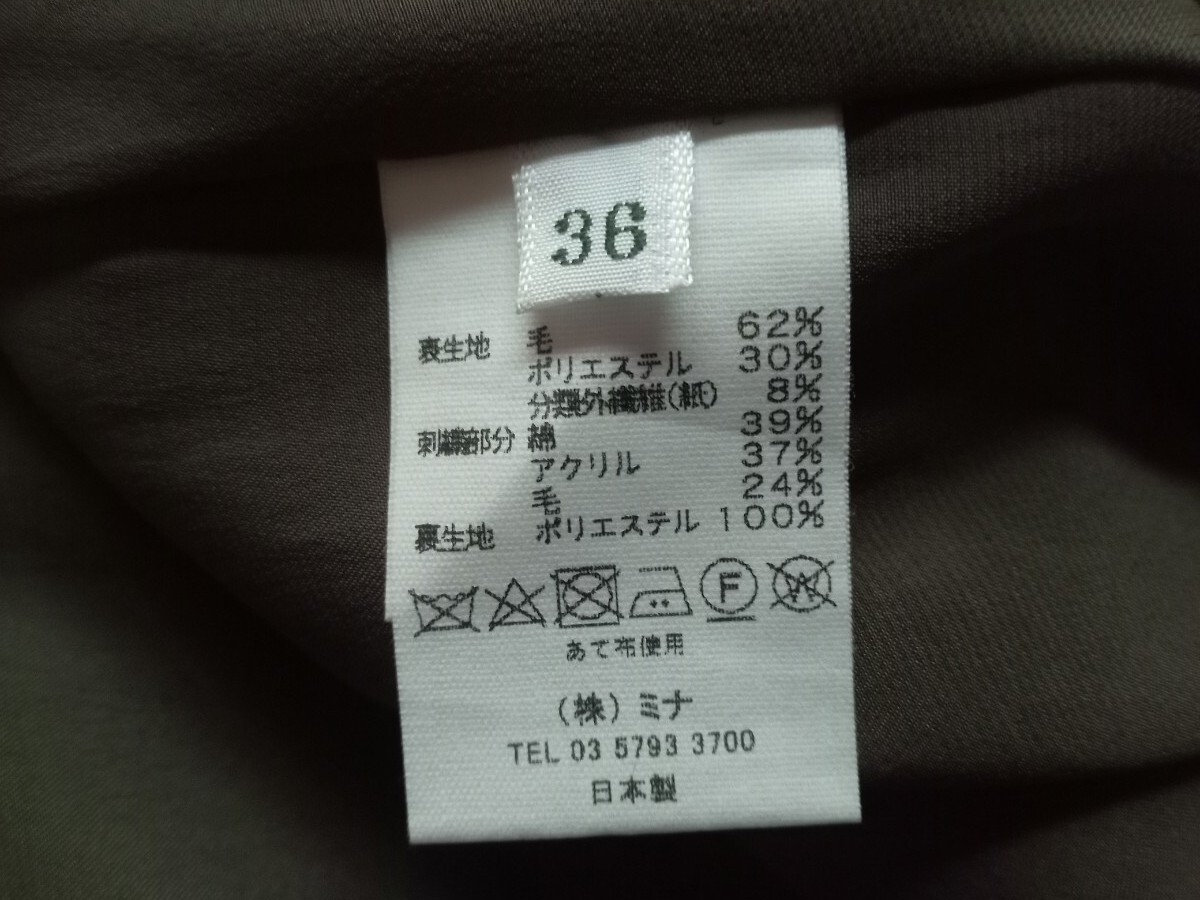 36
表生地 毛 62%
ポリエステル 30%
分類外繊維(紙) 8%
刺繍部分 綿 39%
アクリル 37%
毛 24%
裏生地 ポリエステル 100%
F W
あて布使用
(株)ミナ
TEL 03 5793 3700
日本製